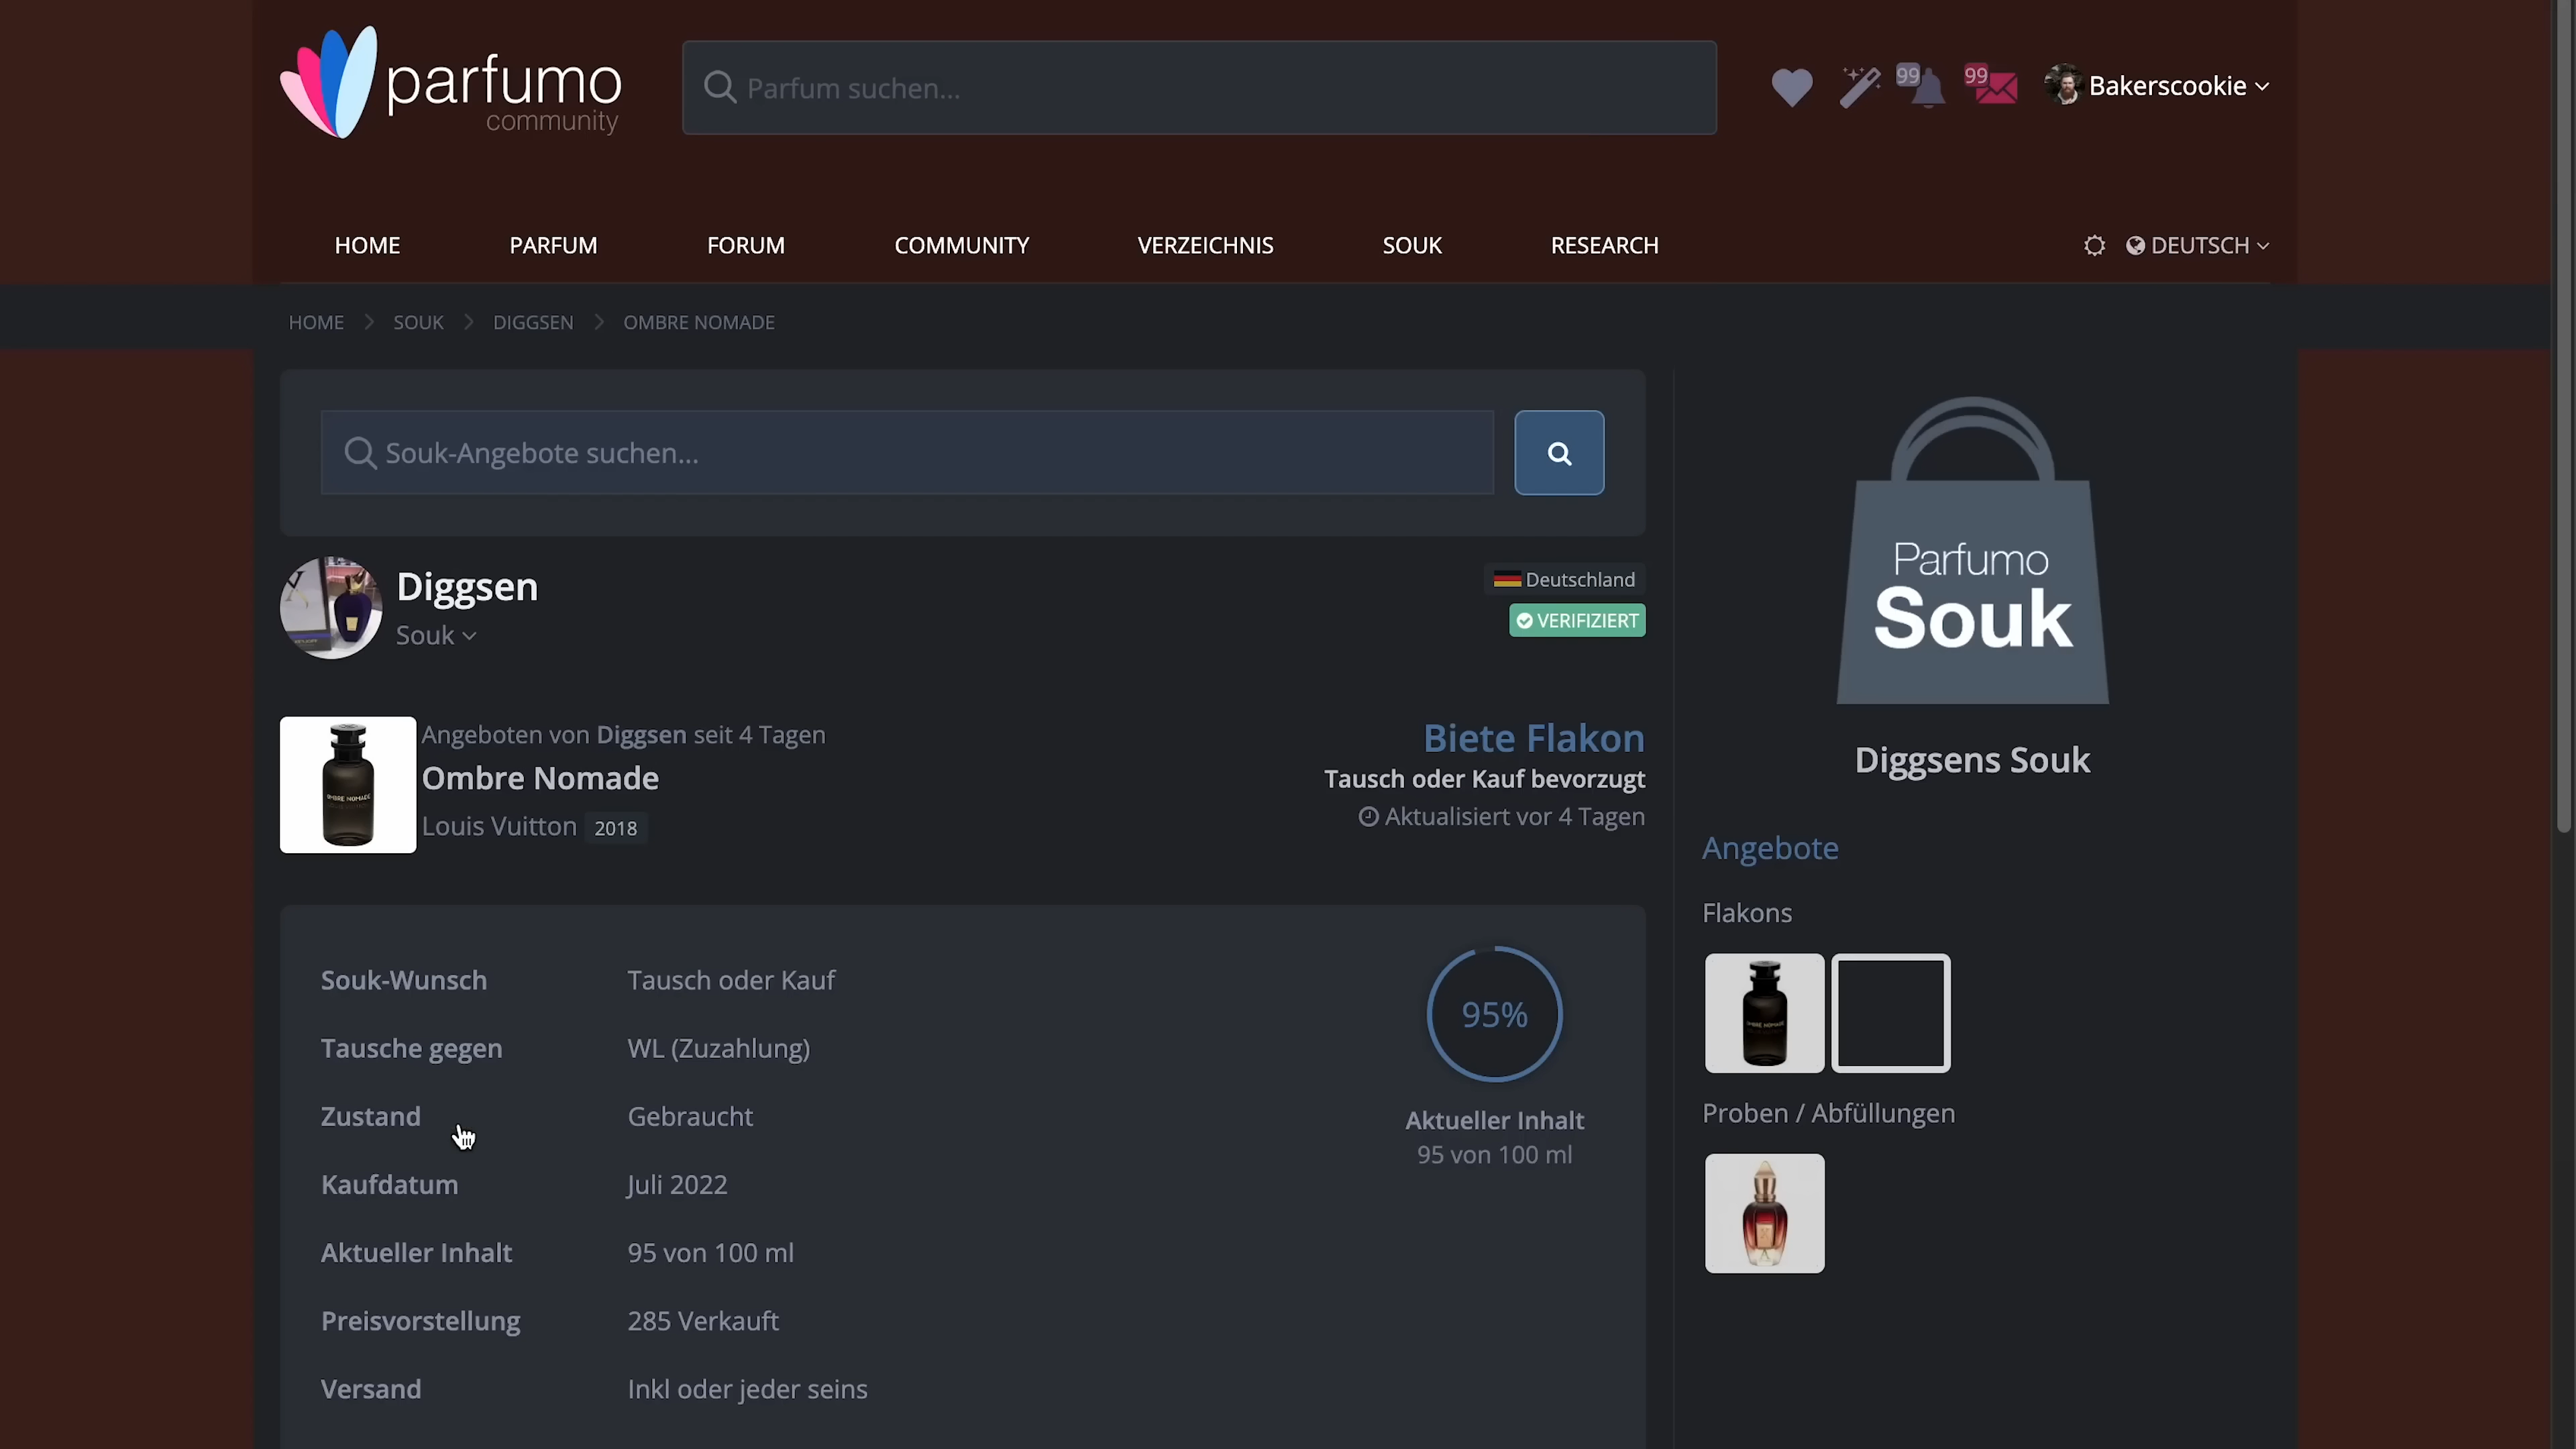 parfumo
community
Parfum suchen...
99
99
Bakerscookie
HOME
PARFUM
FORUM
COMMUNITY
VERZEICHNIS
SOUK
RESEARCH
DEUTSCH
HOME
SOUK
DIGGSEN
OMBRE NOMADE
Souk-Angebote suchen...
Diggsen
Souk
Deutschland
VERIFIZIERT
Angeboten von Diggsen seit 4 Tagen
Ombre Nomade
Louis Vuitton 2018
OMBRE NOMADE
Biete Flakon
Tausch oder Kauf bevorzugt
Aktualisiert vor 4 Tagen
Souk-Wunsch Tausch oder Kauf
Tausche gegen WL (Zuzahlung)
Zustand Gebraucht
Kaufdatum Juli 2022
Aktueller Inhalt 95 von 100 ml
Preisvorstellung 285 Verkauft
Versand Inkl oder jeder seins
95%
Aktueller Inhalt
95 von 100 ml
Parfumo
Souk
Diggsens Souk
Angebote
Flakons
OMBRE NOMADE
Proben / Abfüllungen